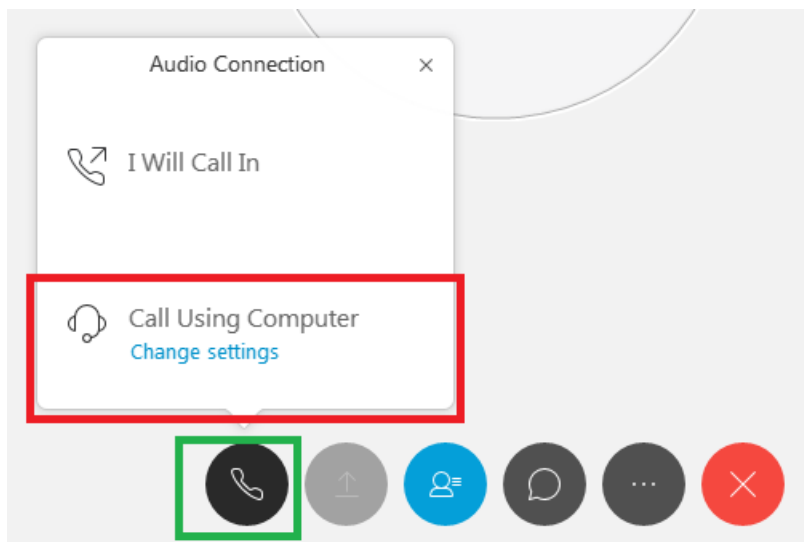 Audio Connection
I Will Call In
Call Using Computer
Change settings